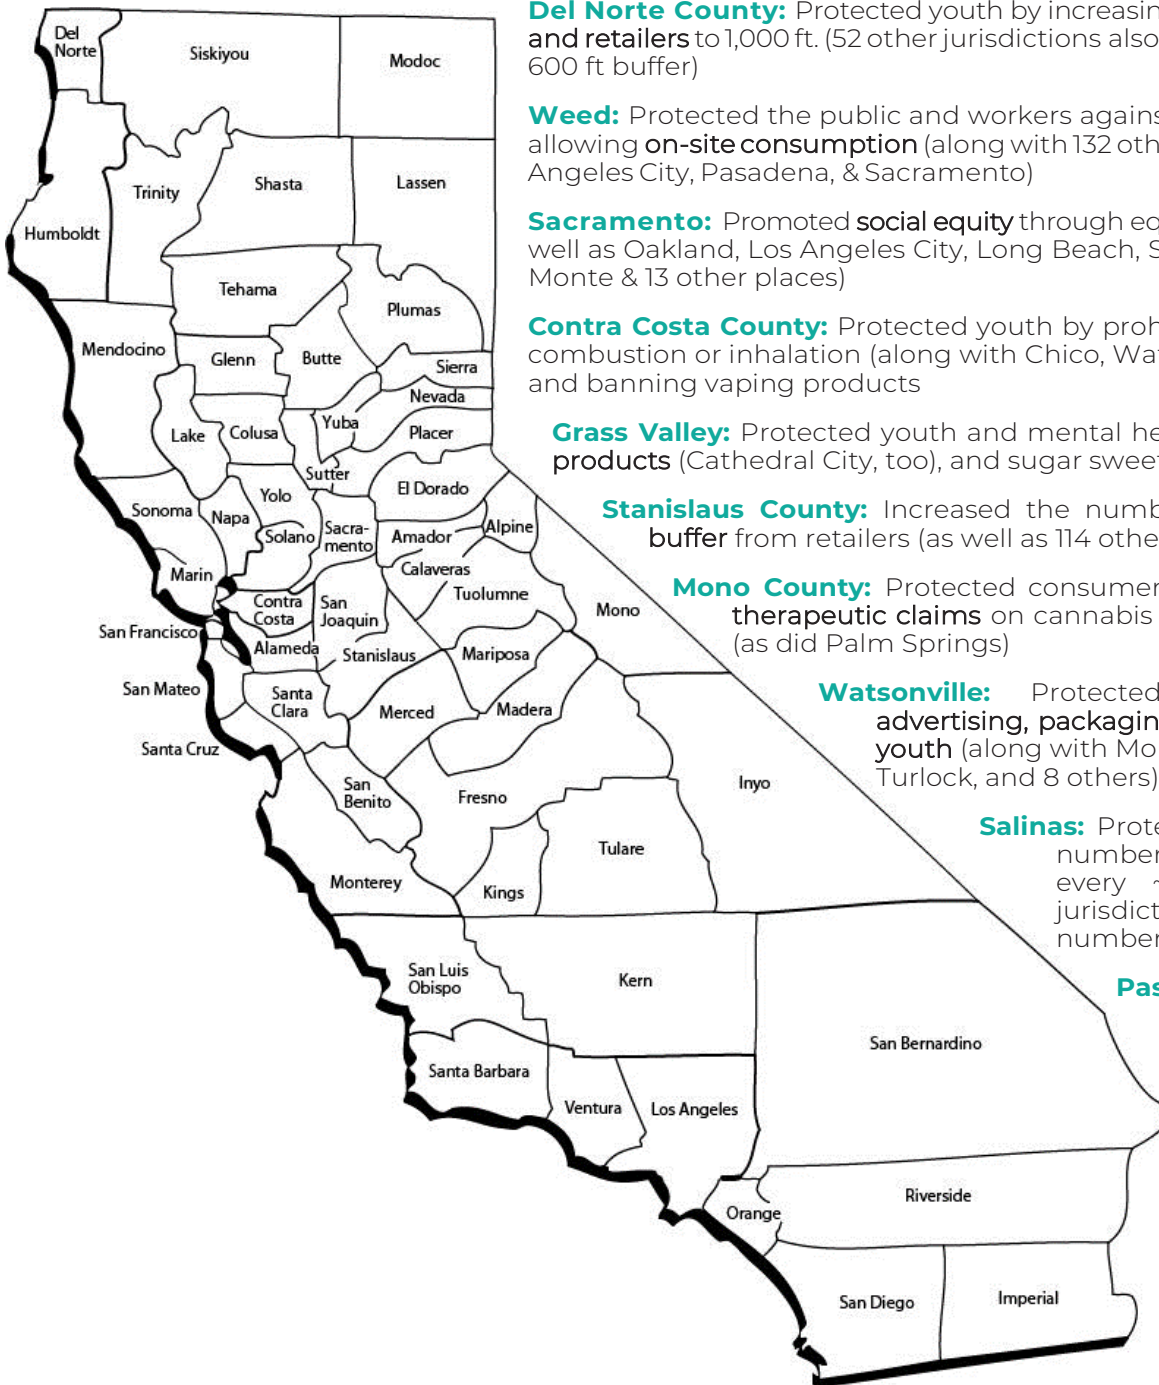 Del Norte County: Protected youth by increasin
and retailers to 1,000 ft. (52 other jurisdictions also
600 ft buffer)
Weed: Protected the public and workers agains
allowing on-site consumption (along with 132 oth
Angeles City, Pasadena, & Sacramento)
Sacramento: Promoted social equity through eq
well as Oakland, Los Angeles City, Long Beach, S
Monte & 13 other places)
Contra Costa County: Protected youth by proh
combustion or inhalation (along with Chico, Wat
and banning vaping products
Grass Valley: Protected youth and mental he
products (Cathedral City, too), and sugar sweet
Stanislaus County: Increased the numb
buffer from retailers (as well as 114 othe
Mono County: Protected consumer
therapeutic claims on cannabis
(as did Palm Springs)
Watsonville: Protected
advertising, packagin
youth (along with Mo
Turlock, and 8 others)
Salinas: Prote
number
every ~
jurisdict
number
Pas
Del
Norte
Siskiyou
Modoc
Trinity
Shasta
Lassen
Humboldt
Tehama
Plumas
Mendocino
Glenn
Butte
Sierra
Nevada
Lake
Colusa
Yuba
Placer
Sutter
El Dorado
Sonoma
Napa
Yolo
Solano
Sacra-
mento
Amador
Alpine
Calaveras
Marin
Contra
Costa
San
Joaquin
Tuolumne
Mono
San Francisco
Alameda
Stanislaus
Mariposa
San Mateo
Santa
Clara
Merced
Madera
Santa Cruz
San
Benito
Fresno
Inyo
Monterey
Kings
Tulare
San Luis
Obispo
Kern
San Bernardino
Santa Barbara
Ventura
Los Angeles
Orange
Riverside
San Diego
Imperial